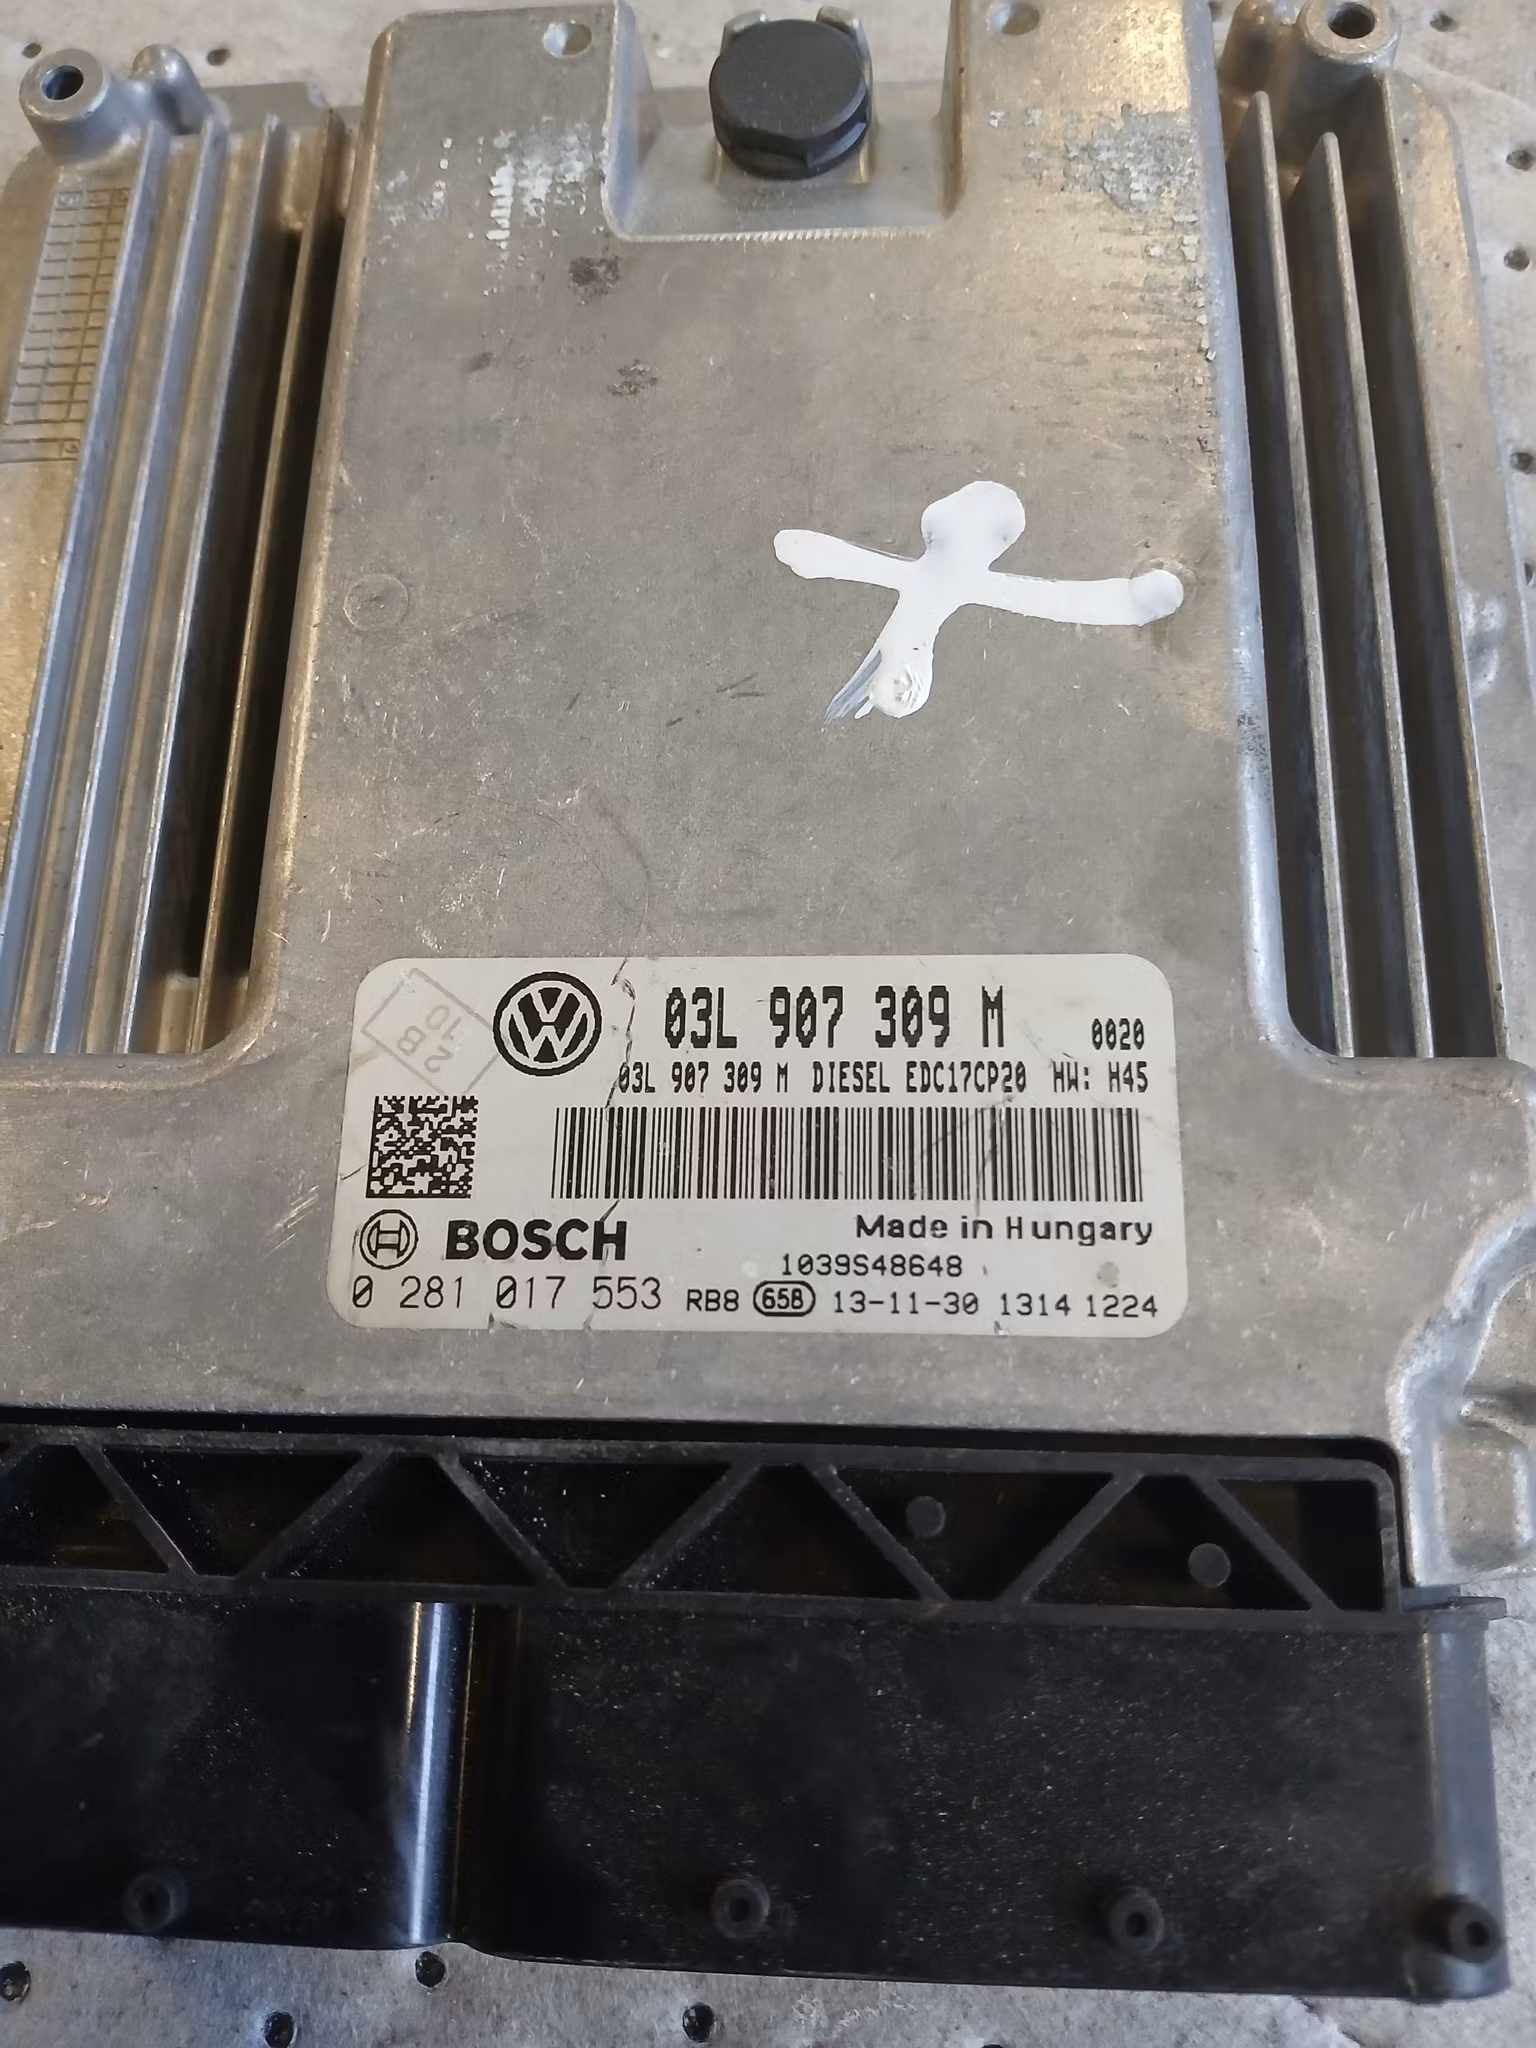 2B
10
03L 907 309 M 0020
03L 907 309 M DIESEL EDC17CP20 HW: H45
BOSCH
Made in Hungary
1039S48648
0 281 017 553 RB8 65B 13-11-30 1314 1224